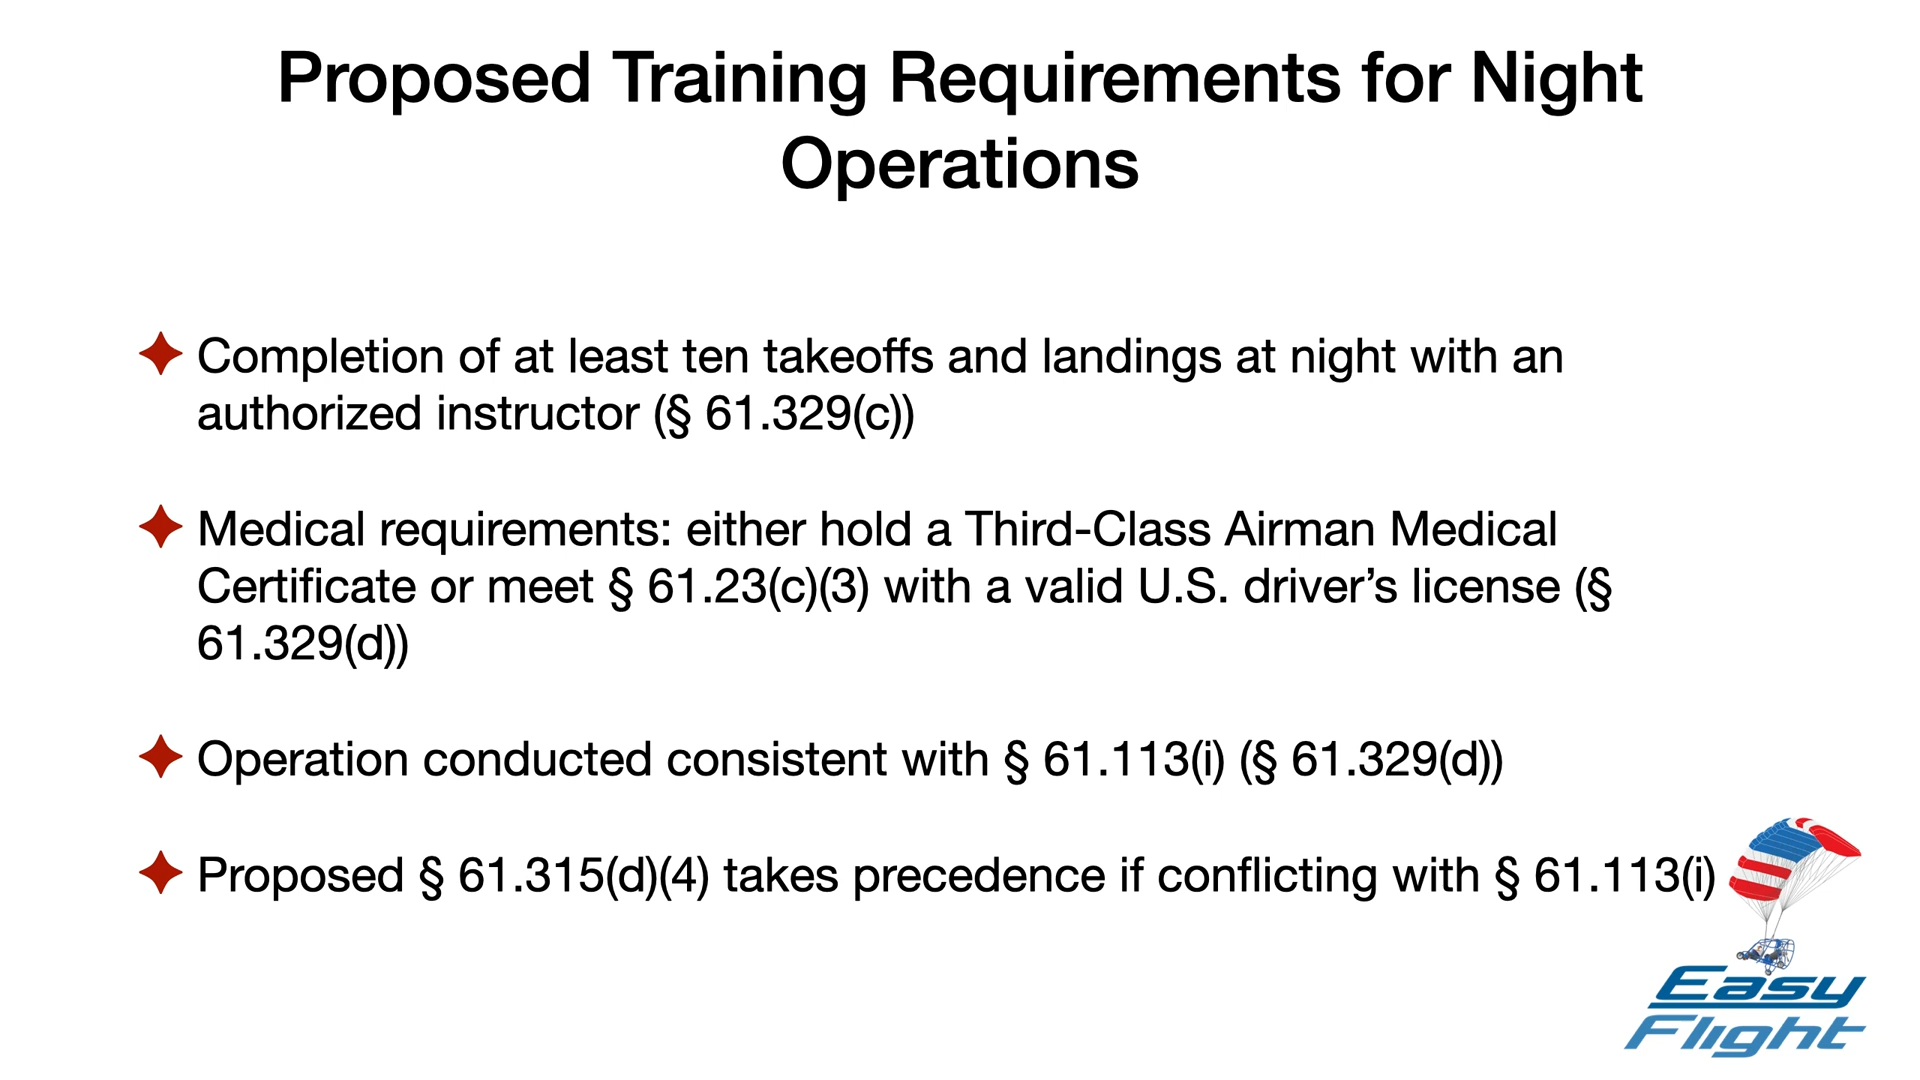 Proposed Training Requirements for Night
Operations
Completion of at least ten takeoffs and landings at night with an
authorized instructor (§ 61.329(c))
Medical requirements: either hold a Third-Class Airman Medical
Certificate or meet § 61.23(c)(3) with a valid U.S. driver’s license (§
61.329(d))
Operation conducted consistent with § 61.113(i) (§ 61.329(d))
Proposed § 61.315(d)(4) takes precedence if conflicting with § 61.113(i)
Easy
Flight